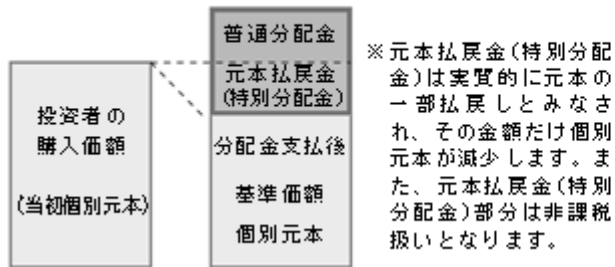 普通分配金
元本払戻金
(特別分配金)
投資者の
購入価額
(当初個別元本)
分配金支払後
基準価額
個別元本
※元本払戻金(特別分配
金)は実質的に元本の
一部払戻しとみなさ
れ、その金額だけ個別
元本が減少します。ま
た、元本払戻金(特別
分配金)部分は非課税
扱いとなります。